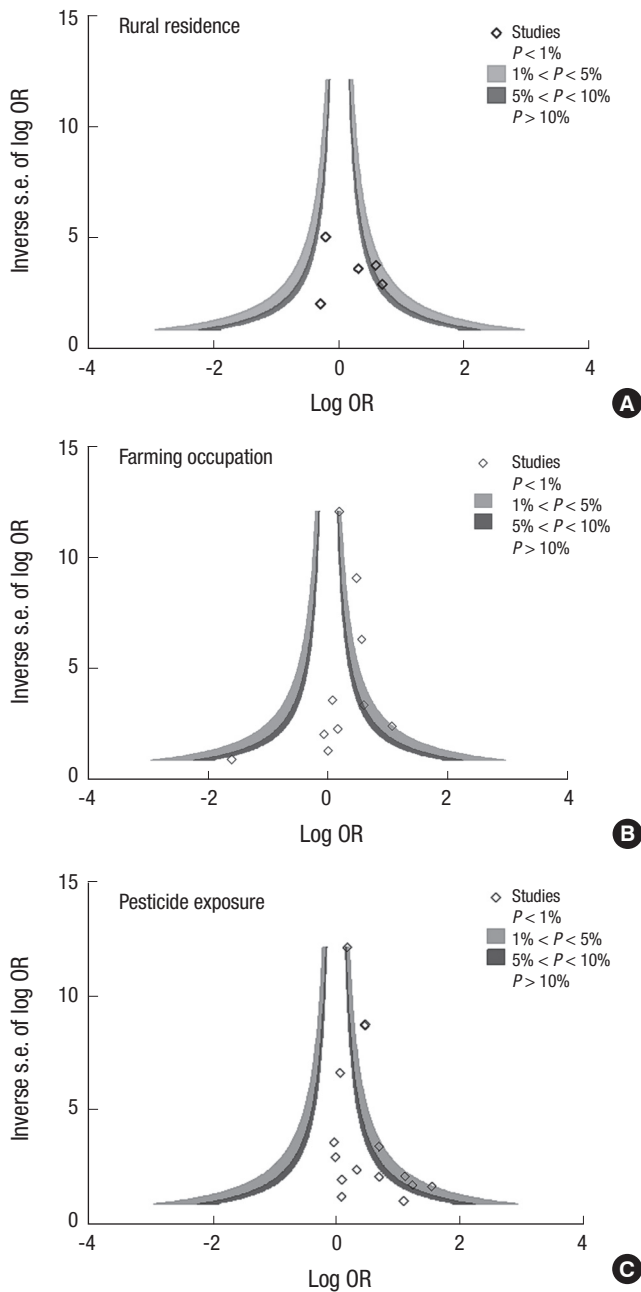 15
Rural residence
Studies
P < 1%
1% < P < 5%
5% < P < 10%
P > 10%
10
5
0
Inverse s.e. of log OR
-4 -2 0 2 4
Log OR
A
15
Farming occupation
Studies
P < 1%
1% < P < 5%
5% < P < 10%
P > 10%
10
5
0
Inverse s.e. of log OR
-4 -2 0 2 4
Log OR
B
15
Pesticide exposure
Studies
P < 1%
1% < P < 5%
5% < P < 10%
P > 10%
10
5
0
Inverse s.e. of log OR
-4 -2 0 2 4
Log OR
C